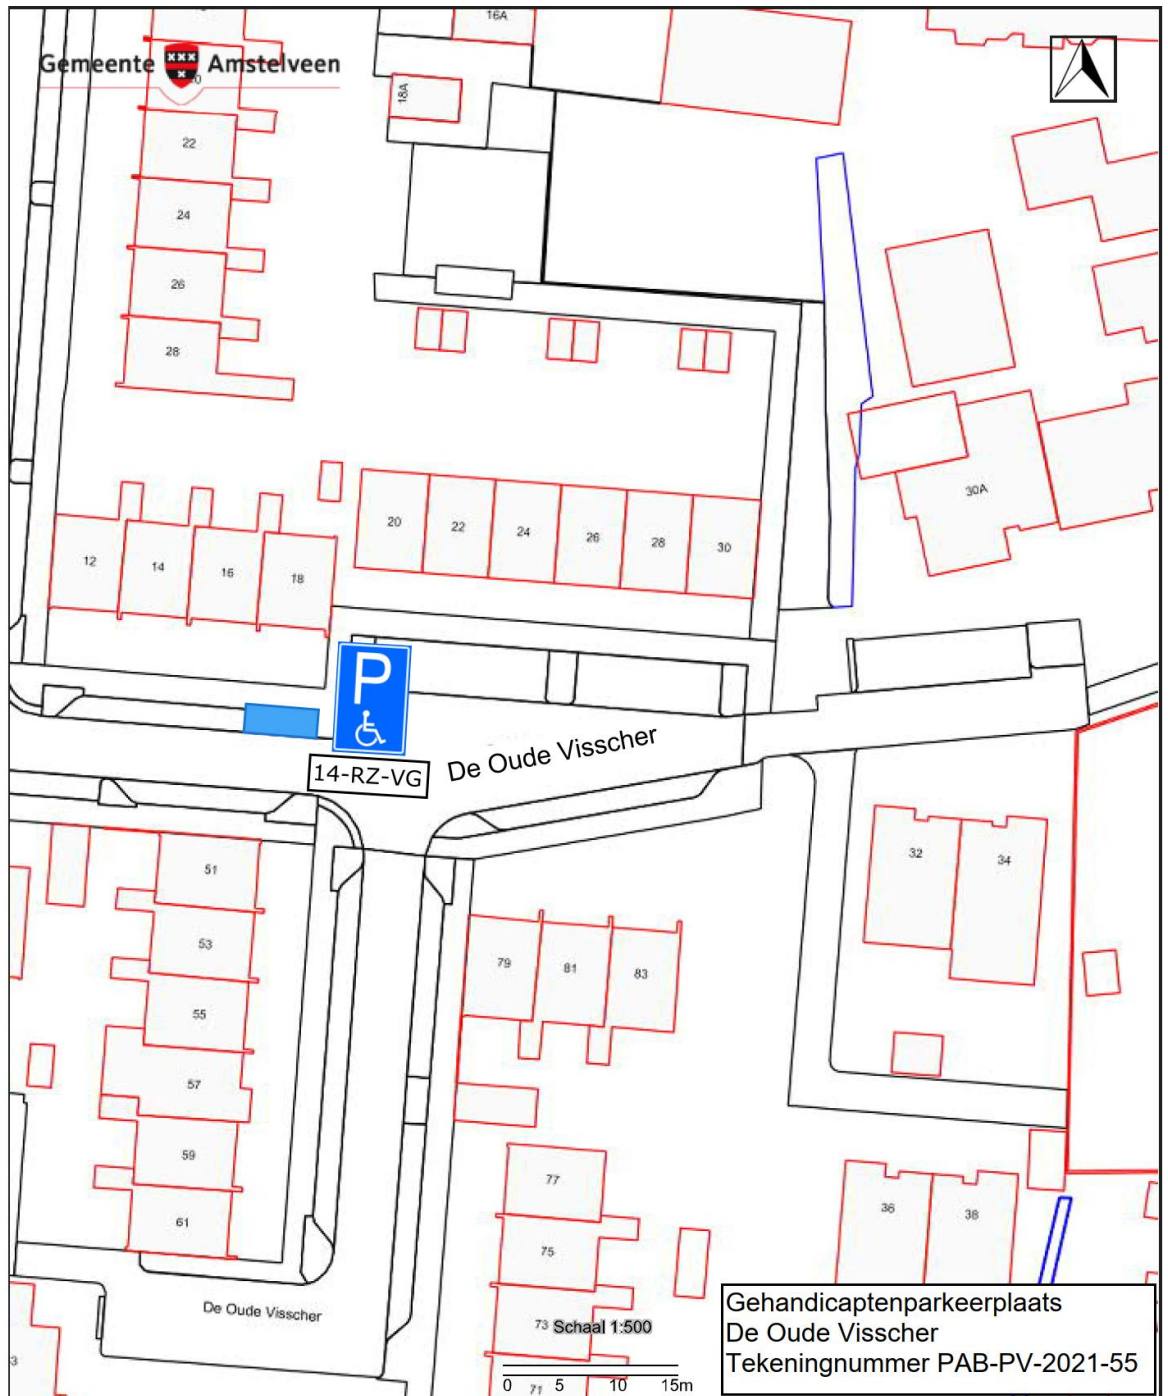 16A
Gemeente Amstelveen
18A
22
24
26
28
30A
20
22
24
26
28
30
12
14
16
18
P
14-RZ-VG
De Oude Visscher
32
34
51
53
55
57
59
61
79
81
83
77
75
73
71
36
38
De Oude Visscher
Schaal 1:500
0 5 10 15m
Gehandicaptenparkeerplaats
De Oude Visscher
Tekeningnummer PAB-PV-2021-55